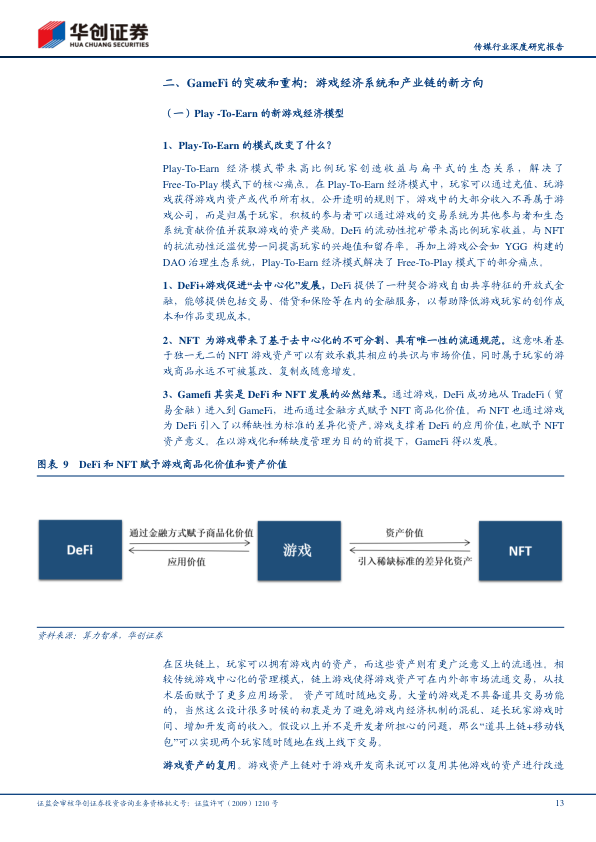 华创证券
HUA CHUANG SECURITIES
传媒行业深度研究报告
二、GameFi 的突破和重构：游戏经济系统和产业链的新方向
（一）Play -To-Earn 的新游戏经济模型
1、Play-To-Earn 的模式改变了什么？
Play-To-Earn 经济模式带来高比例玩家创造收益与扁平式的生态关系，解决了
Free-To-Play 模式下的核心痛点。在 Play-To-Earn 经济模式中，玩家可以通过充值、玩游
戏获得游戏内资产或代币所有权。公开透明的规则下，游戏中的大部分收入不再属于游
戏公司，而是归属于玩家。积极的参与者可以通过游戏的交易系统为其他参与者和生态
系统贡献价值并获取游戏的资产奖励。DeFi 的流动性挖矿带来高比例玩家收益，与 NFT
的抗流动性泛滥优势一同提高玩家的兴趣值和留存率。再加上游戏公会如 YGG 构建的
DAO 治理生态系统，Play-To-Earn 经济模式解决了 Free-To-Play 模式下的部分痛点。
1、DeFi+游戏促进“去中心化”发展，DeFi 提供了一种契合游戏自由共享特征的开放式金
融，能够提供包括交易、借贷和保险等在内的金融服务，以帮助降低游戏玩家的创作成
本和作品变现成本。
2、NFT 为游戏带来了基于去中心化的不可分割、具有唯一性的流通规范。这意味着基
于独一无二的 NFT 游戏资产可以有效承载其相应的共识与市场价值，同时属于玩家的游
戏商品永远不可被篡改、复制或随意增发。
3、Gamefi 其实是 DeFi 和 NFT 发展的必然结果。通过游戏，DeFi 成功地从 TradeFi（贸
易金融）进入到 GameFi，进而通过金融方式赋予 NFT 商品化价值。而 NFT 也通过游戏
为 DeFi 引入了以稀缺性为标准的差异化资产。游戏支撑着 DeFi 的应用价值，也赋予 NFT
资产意义。在以游戏化和稀缺度管理为目的的前提下，GameFi 得以发展。
图表 9 DeFi 和 NFT 赋予游戏商品化价值和资产价值
DeFi
通过金融方式赋予商品化价值
应用价值
游戏
资产价值
引入稀缺标准的差异化资产
NFT
资料来源：算力智库，华创证券
在区块链上，玩家可以拥有游戏内的资产，而这些资产则有更广泛意义上的流通性。相
较传统游戏中心化的管理模式，链上游戏使得游戏资产可在内外部市场流通交易，从技
术层面赋予了更多应用场景。 资产可随时随地交易。大量的游戏是不具备道具交易功能
的，当然这么设计很多时候的初衷是为了避免游戏内经济机制的混乱，延长玩家游戏时
间、增加开发商的收入。假设以上并不是开发者所担心的问题，那么“道具上链+移动钱
包”可以实现两个玩家随时随地在线上线下交易。
游戏资产的复用。游戏资产上链对于游戏开发商来说可以复用其他游戏的资产进行改造
证监会审核华创证券投资咨询业务资格批文号：证监许可（2009）1210 号
13